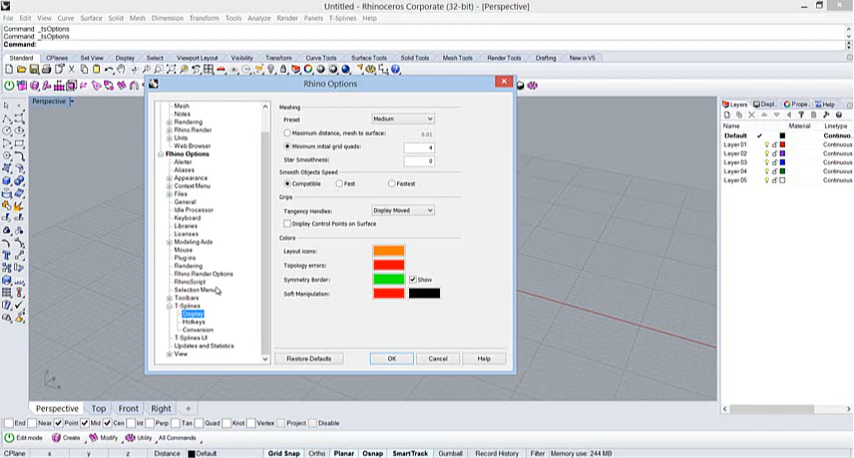 Untitled - Rhinoceros Corporate (32-bit) - [Perspective]
File Edit View Curve Surface Solid Mesh Dimension Transform Tools Analyze Render Panels T-Splines Help
Command: _tsOptions
Command: _tsOptions
Command:
Standard CPlanes Set View Display Select Viewport Layout Visibility Transform Curve Tools Surface Tools Solid Tools Mesh Tools Render Tools Drafting New in V5
Rhino Options
Perspective
Mesh
Notes
Rendering
Rhino Render
Units
Web Browser
Rhino Options
Alerter
Aliases
Appearance
Context Menu
Files
General
Idle Processor
Keyboard
Libraries
Licenses
Modeling Aids
Mouse
Plug-ins
Rendering
Rhino Render Options
RhinoScript
Selection Menu
Toolbars
T-Splines
Display
Hotkeys
Conversion
T-Splines UI
Updates and Statistics
View
Meshing
Preset Medium
Maximum distance, mesh to surface: 0.01
Minimum initial grid quads: 4
Star Smoothness: 0
Smooth Objects Speed
Compatible Fast Fastest
Grips
Tangency Handles: Display Moved
Display Control Points on Surface
Colors
Layout icons:
Topology errors:
Symmetry Border: Show
Soft Manipulation:
Restore Defaults OK Cancel Help
Layers Displ.. Prope.. Help
Name Material Linetype
Default Continuo..
Layer 01 Continuous
Layer 02 Continuous
Layer 03 Continuous
Layer 04 Continuous
Layer 05 Continuous
Perspective Top Front Right
End Near Point Mid Cen Int Perp Tan Quad Knot Vertex Project Disable
Edit mode Create Modify Utility All Commands
CPlane x y z Distance Default Grid Snap Ortho Planar Osnap SmartTrack Gumball Record History Filter Memory use: 244 MB